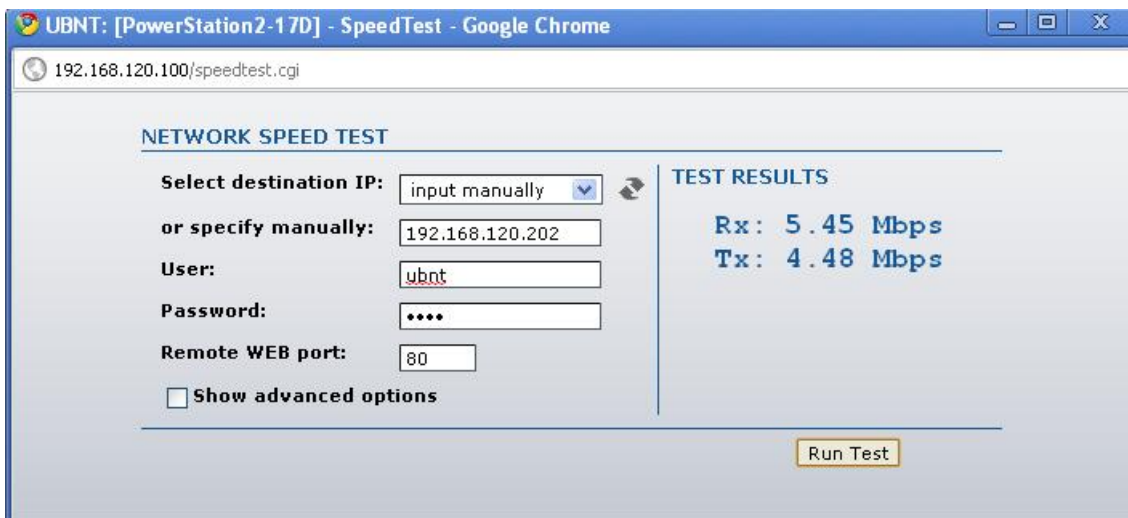 UBNT: [PowerStation2-17D] - SpeedTest - Google Chrome
192.168.120.100/speedtest.cgi
NETWORK SPEED TEST
Select destination IP: input manually
or specify manually: 192.168.120.202
User: ubnt
Password: ••••
Remote WEB port: 80
Show advanced options
TEST RESULTS
Rx: 5.45 Mbps
Tx: 4.48 Mbps
Run Test